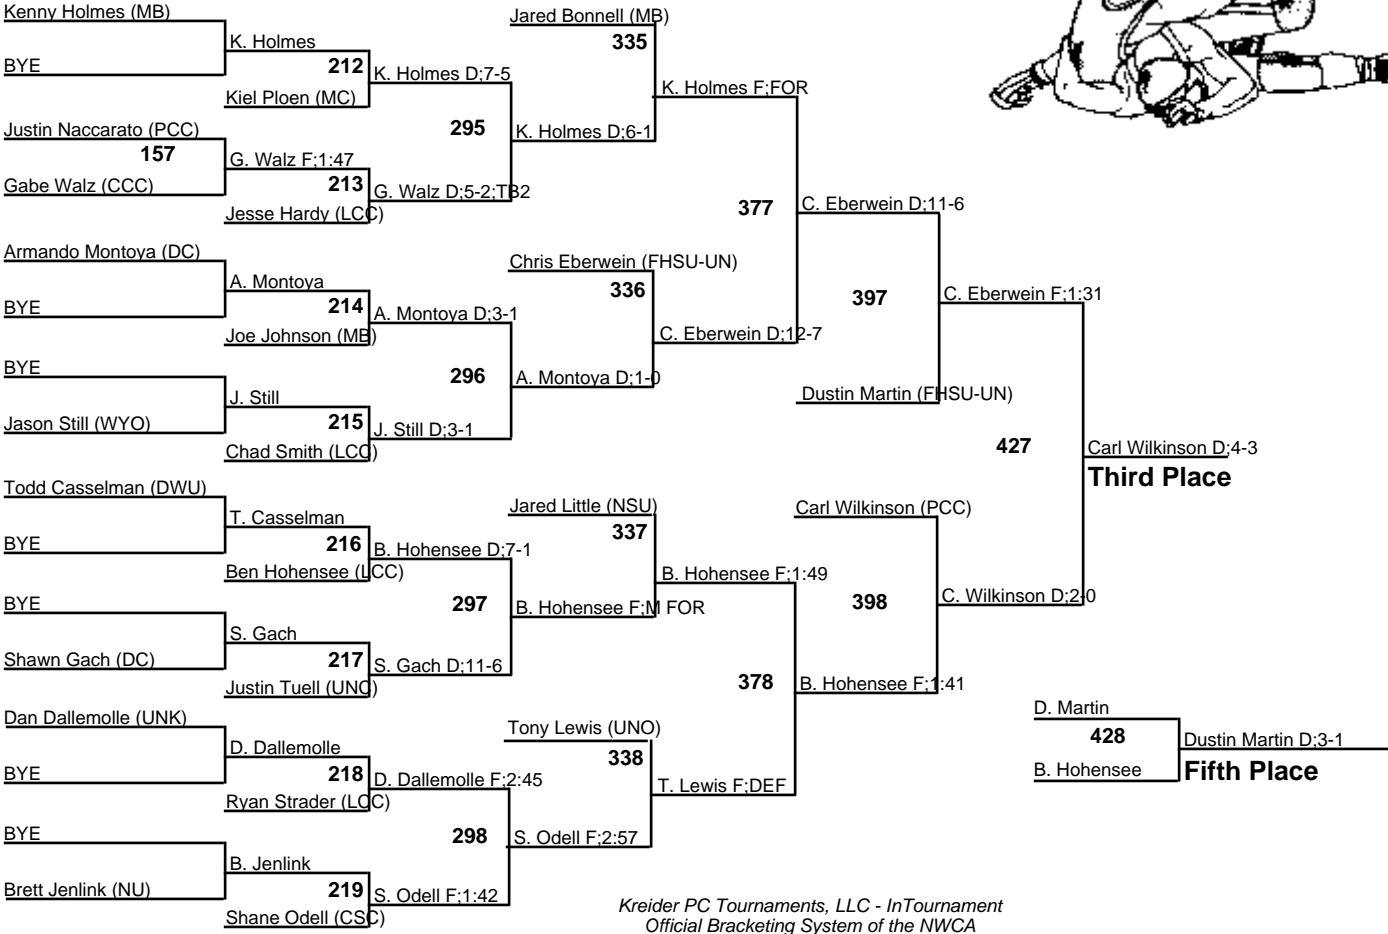 Kenny Holmes (MB)
BYE
Justin Naccarato (PCC)
157
Gabe Walz (CCC)
Armando Montoya (DC)
BYE
BYE
Jason Still (WYO)
Todd Casselman (DWU)
BYE
BYE
Shawn Gach (DC)
Dan Dallemolle (UNK)
BYE
BYE
Brett Jenlink (NU)
K. Holmes
212
Kiel Ploen (MC)
G. Walz F;1:47
213
Jesse Hardy (LCC)
A. Montoya
214
Joe Johnson (MB)
J. Still
215
Chad Smith (LCC)
T. Casselman
216
Ben Hohensee (LCC)
S. Gach
217
Justin Tuell (UNC)
D. Dallemolle
218
Ryan Strader (LCC)
B. Jenlink
219
Shane Odell (CSC)
K. Holmes D;7-5
295
G. Walz D;5-2;TB2
A. Montoya D;3-1
296
J. Still D;3-1
B. Hohensee D;7-1
297
S. Gach D;11-6
D. Dallemolle F;2:45
298
S. Odell F;1:42
Jared Bonnell (MB)
335
K. Holmes D;6-1
Chris Eberwein (FHSU-UN)
336
A. Montoya D;1-0
Jared Little (NSU)
337
B. Hohensee F;M FOR
Tony Lewis (UNO)
338
S. Odell F;2:57
K. Holmes F;FOR
377
C. Eberwein D;12-7
B. Hohensee F;1:49
378
T. Lewis F;DEF
C. Eberwein D;11-6
397
Dustin Martin (FHSU-UN)
Carl Wilkinson (PCC)
398
B. Hohensee F;1:41
C. Eberwein F;1:31
427
C. Wilkinson D;2-0
Carl Wilkinson D;4-3
Third Place
D. Martin
428
B. Hohensee
Dustin Martin D;3-1
Fifth Place
Kreider PC Tournaments, LLC - InTournament
Official Bracketing System of the NWCA